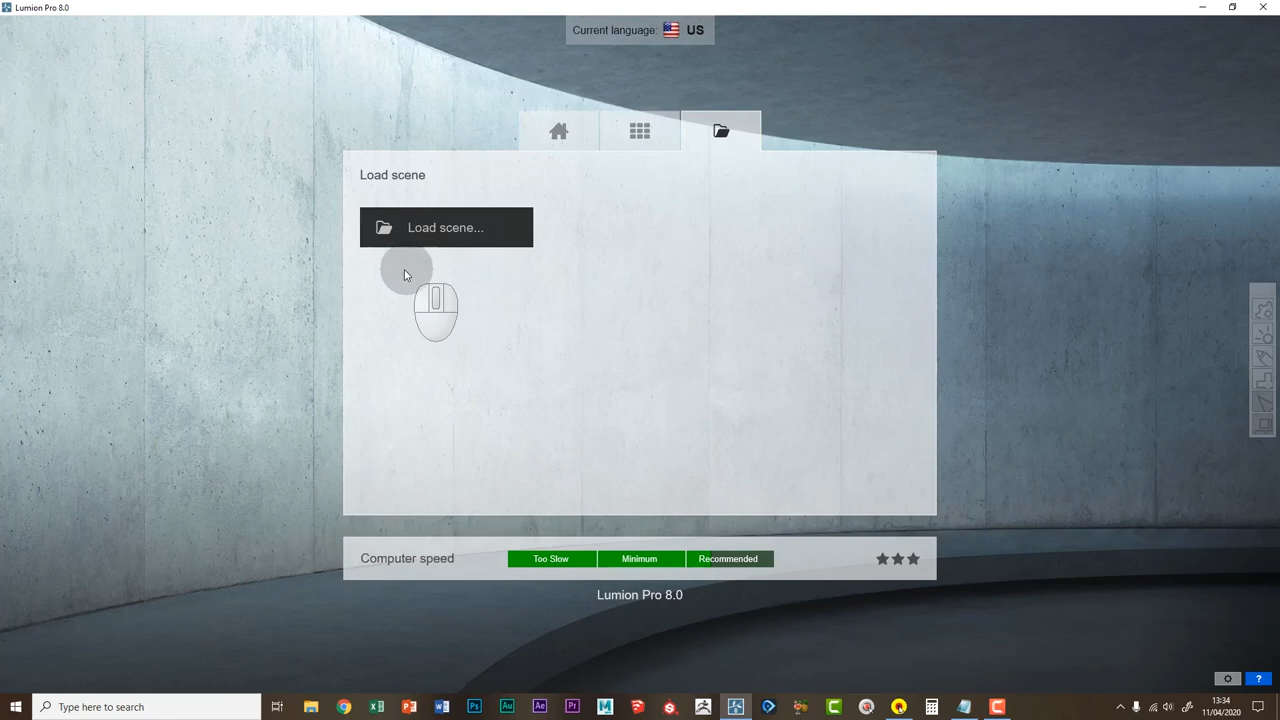 Lumion Pro 8.0
Current language: US
Load scene
Load scene...
Computer speed
Too Slow
Minimum
Recommended
Lumion Pro 8.0
?
Type here to search
13:34
11/04/2020